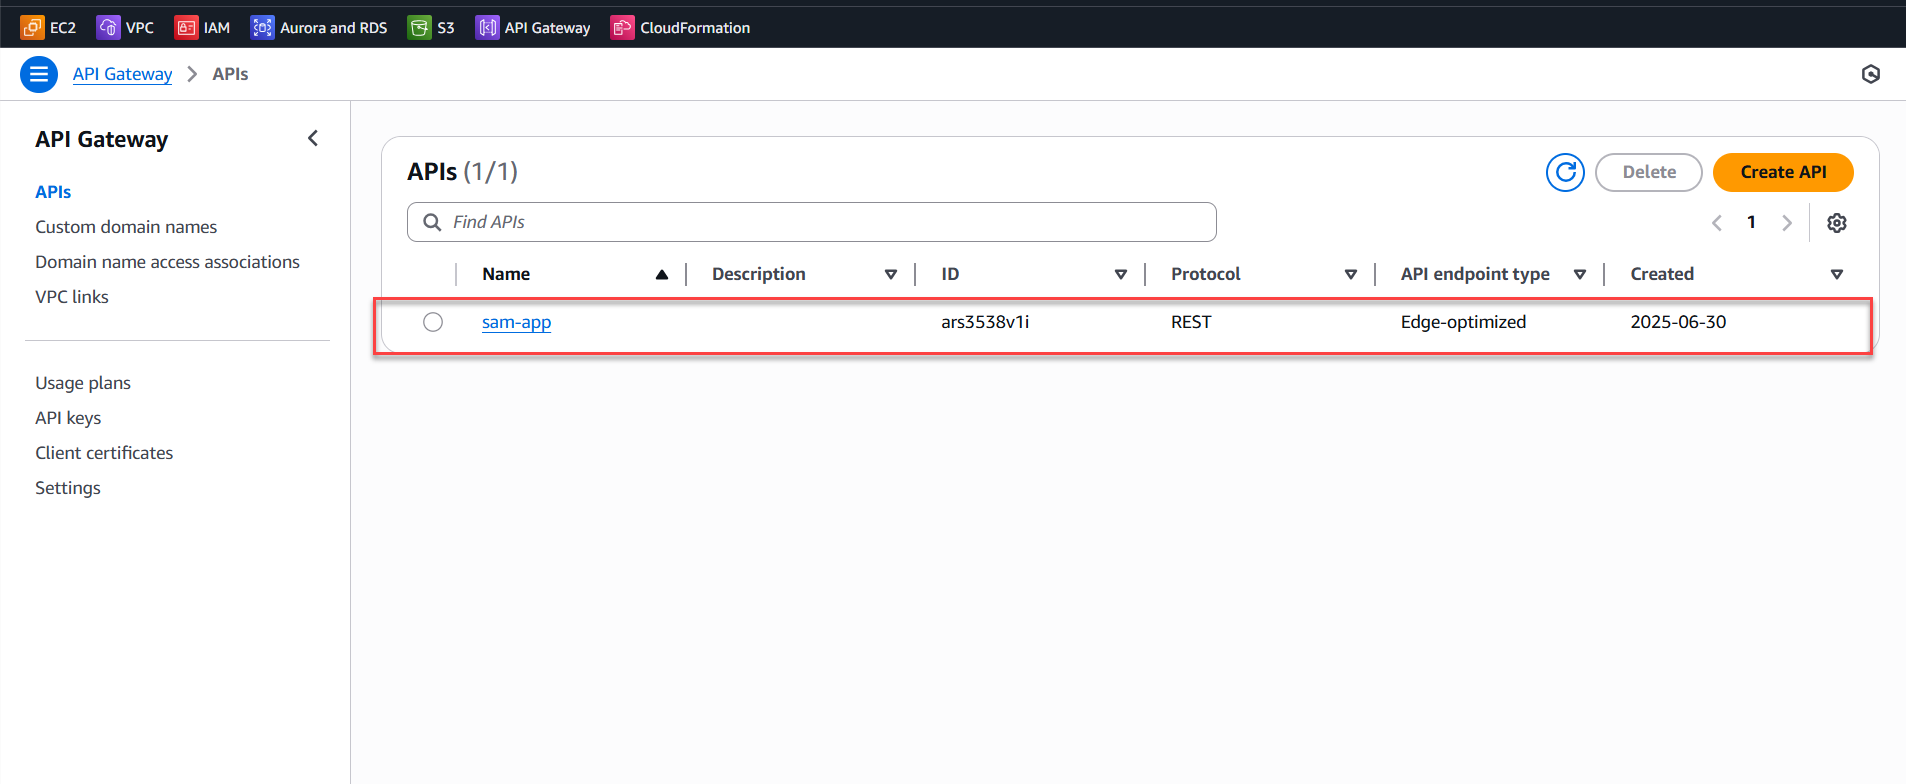 EC2 VPC IAM Aurora and RDS S3 API Gateway CloudFormation
API Gateway > APIs
API Gateway
APIs
Custom domain names
Domain name access associations
VPC links
Usage plans
API keys
Client certificates
Settings
APIs (1/1)
Delete
Create API
Find APIs
1
Name Description ID Protocol API endpoint type Created
sam-app ars3538v1i REST Edge-optimized 2025-06-30